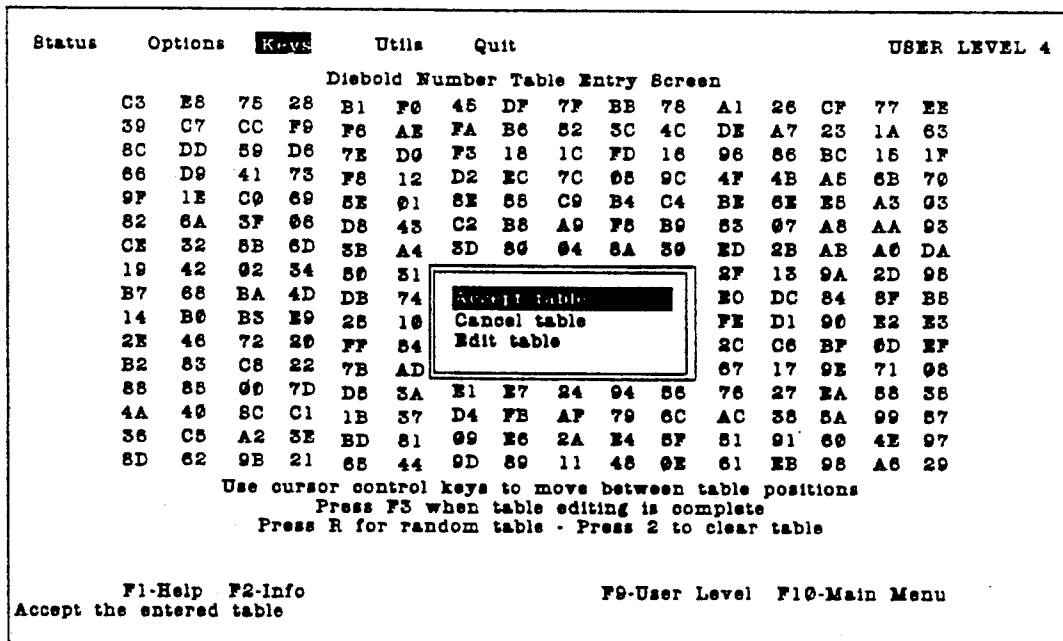 Status Options Keys Utils Quit USER LEVEL 4
Diebold Number Table Entry Screen
C3 E8 75 28 B1 F0 45 DF 7F BB 78 A1 26 CF 77 EE
39 C7 CC F9 F6 AE FA B6 52 3C 4C DE A7 23 1A 63
8C DD 59 D6 7E D0 F3 18 1C FD 16 96 86 BC 15 1F
66 D9 41 73 F8 12 D2 EC 7C 05 9C 4F 4B A5 6B 70
9F 1E C0 69 8E 01 5E 55 C9 B4 C4 BE 6E E5 A3 03
82 6A 3F 06 D8 43 C2 B8 A9 F5 B9 53 07 A8 AA 93
CE 32 5B 6D 3B A4 3D 80 04 8A 30 ED 2B AB A0 DA
19 42 02 34 50 31 2F 13 9A 2D 95
B7 68 BA 4D DB 74 Accept table E0 DC 84 8F B5
14 B0 B3 E9 25 10 Cancel table FE D1 90 E2 E3
2E 46 72 20 FF 54 Edit table 2C C6 BF 0D EF
B2 83 C8 22 7B AD 67 17 9E 71 08
88 85 00 7D D5 3A E1 E7 24 94 56 76 27 EA 58 35
4A 40 SC C1 1B 37 D4 FB AF 79 6C AC 38 5A 99 57
36 C5 A2 3E BD 81 09 E6 2A E4 5F 51 91 60 4E 97
8D 62 9B 21 65 44 9D 89 11 48 0E 61 EB 98 A6 29
Use cursor control keys to move between table positions
Press F3 when table editing is complete
Press R for random table - Press 2 to clear table
F1-Help F2-Info F9-User Level F10-Main Menu
Accept the entered table